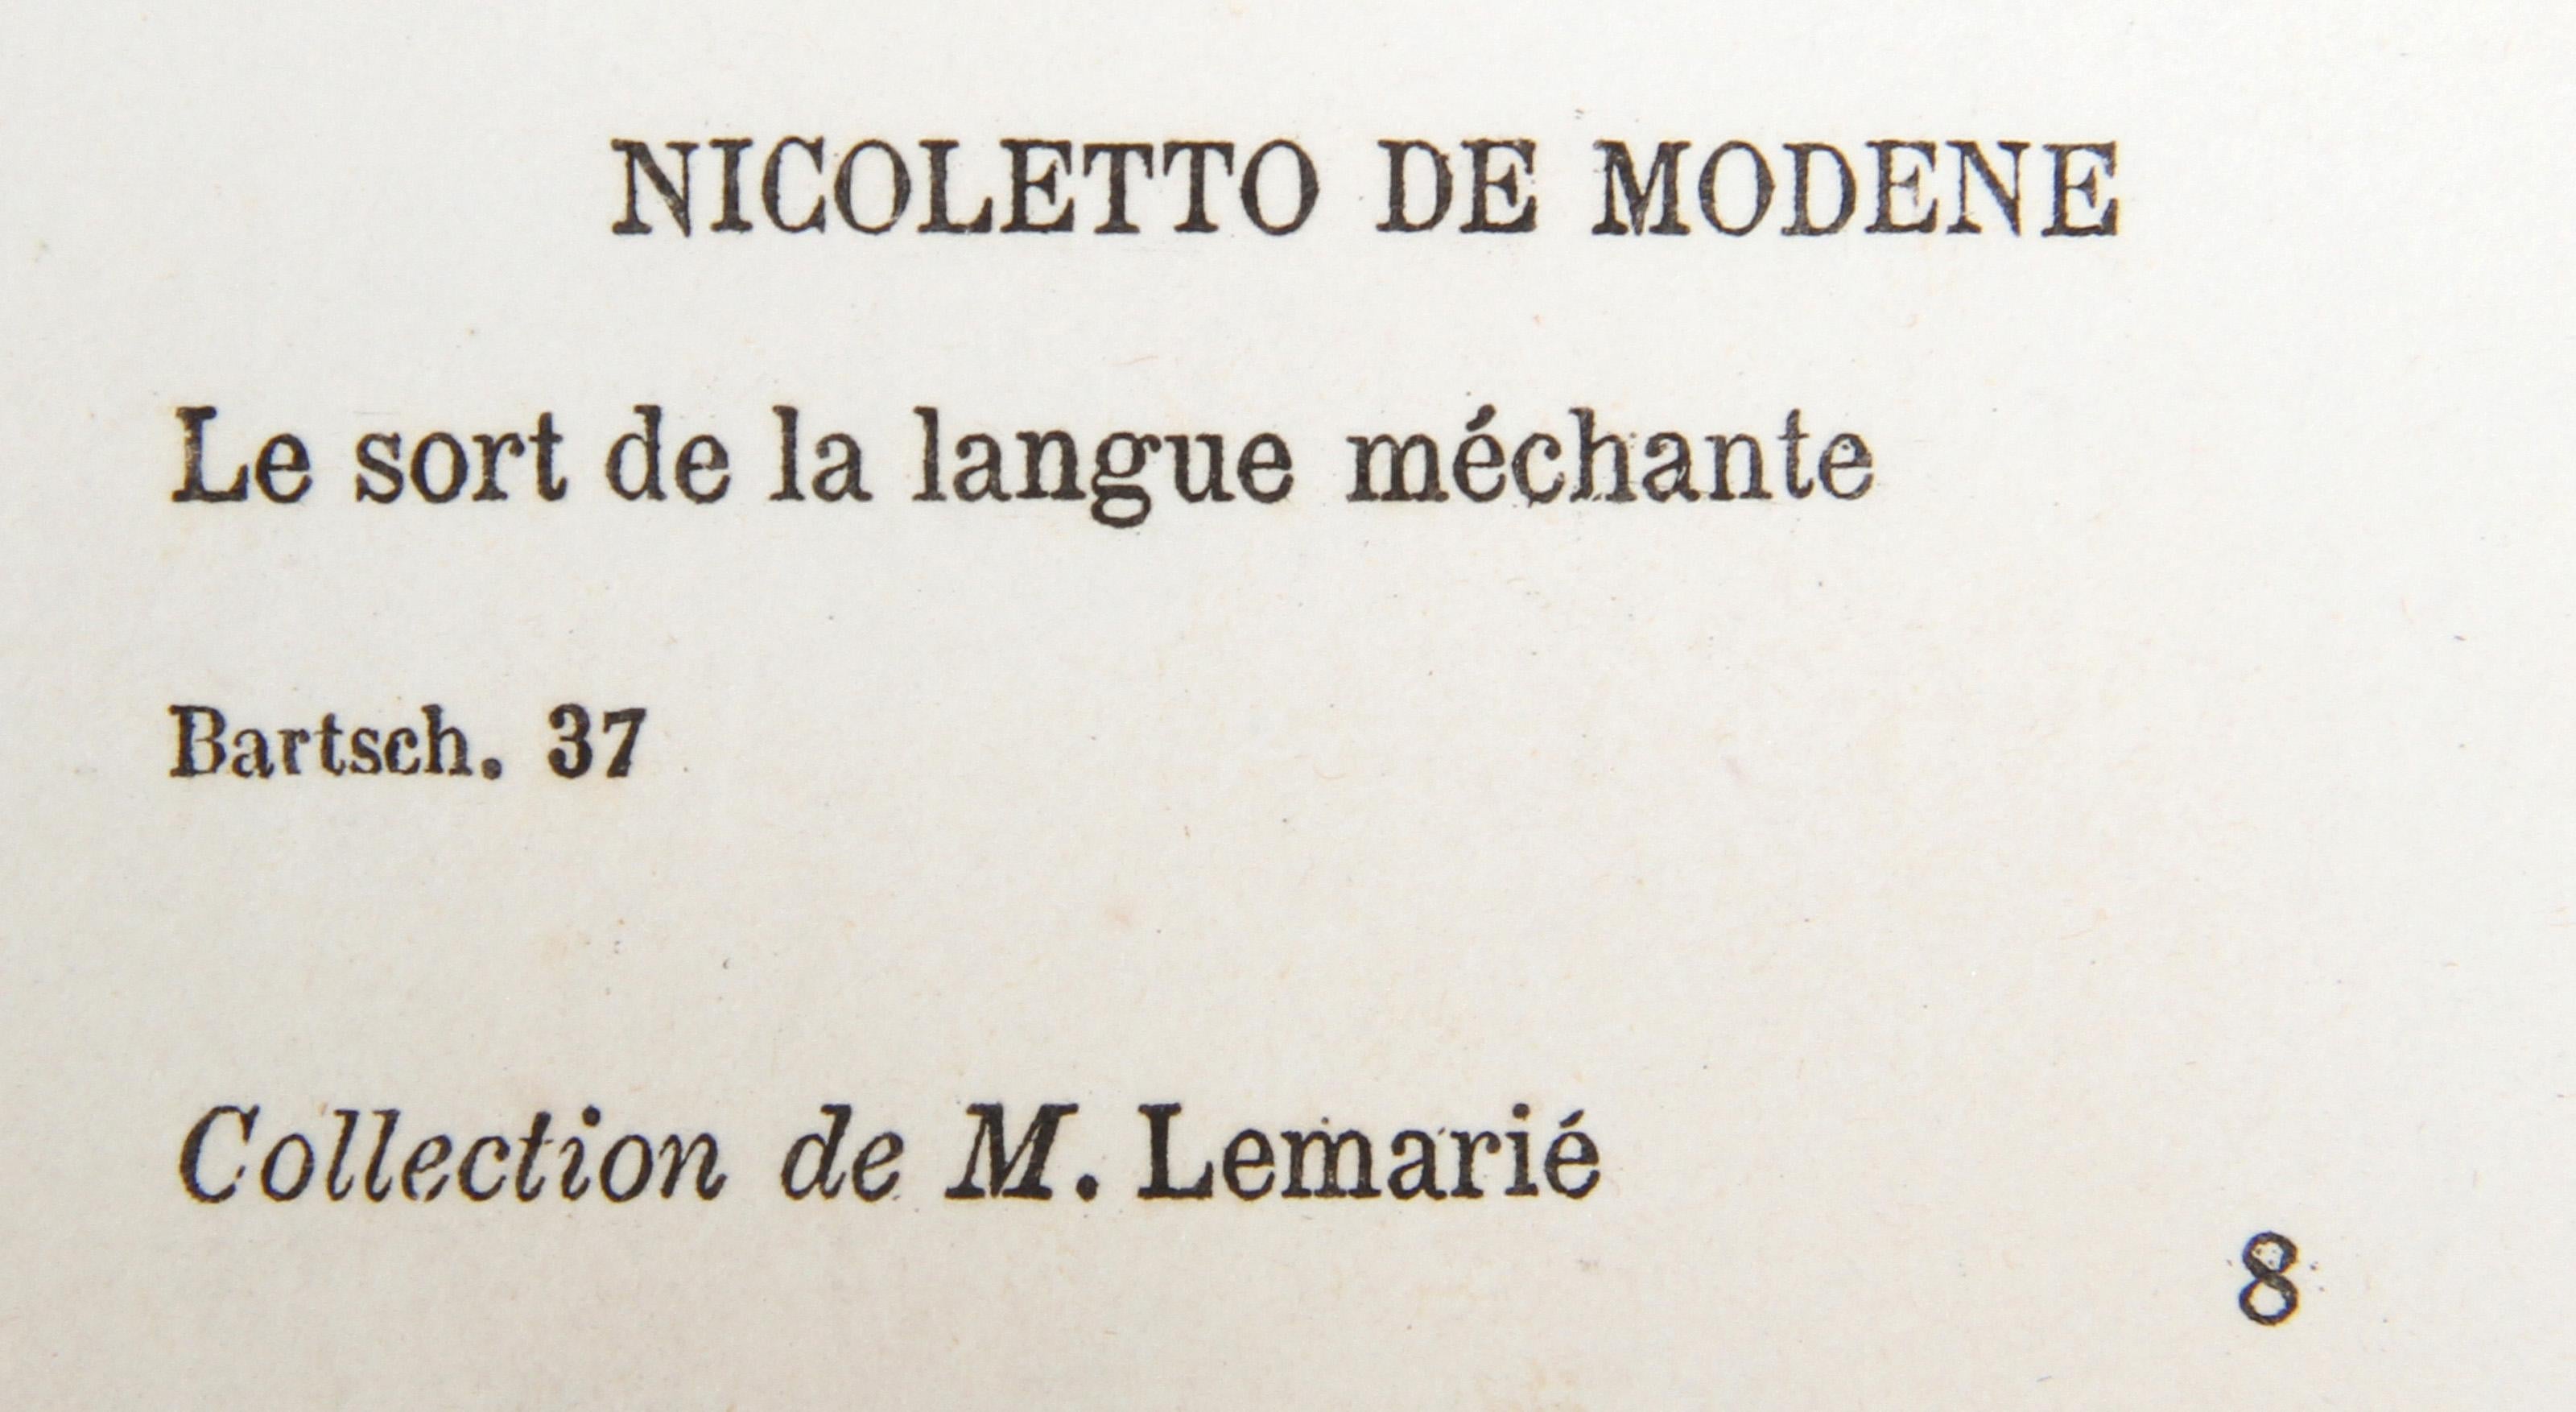 NICOLETTO DE MODENE
Le sort de la langue méchante
Bartsch. 37
Collection de M. Lemarié
8